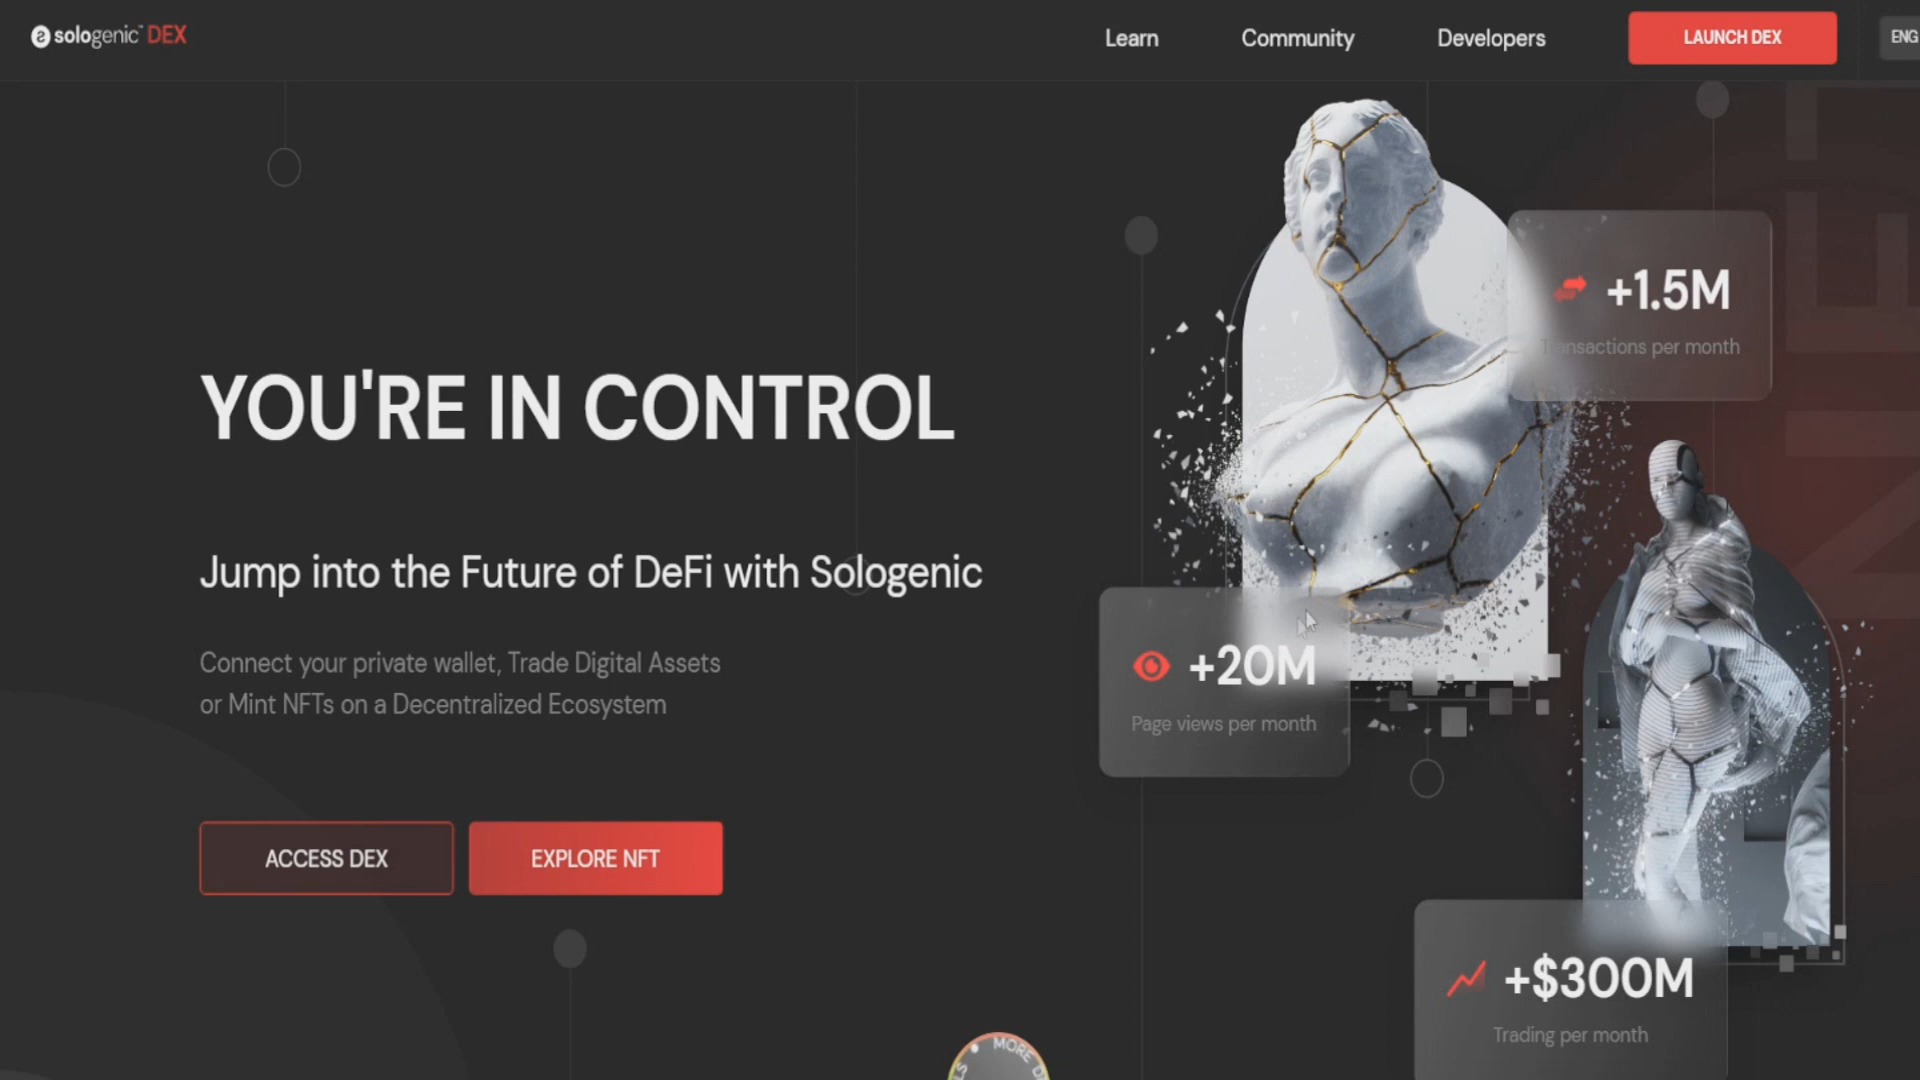 sologenic™ DEX
Learn
Community
Developers
LAUNCH DEX
ENG
YOU'RE IN CONTROL
Jump into the Future of DeFi with Sologenic
Connect your private wallet, Trade Digital Assets
or Mint NFTs on a Decentralized Ecosystem
ACCESS DEX
EXPLORE NFT
+1.5M
Transactions per month
+20M
Page views per month
+$300M
Trading per month
MORE